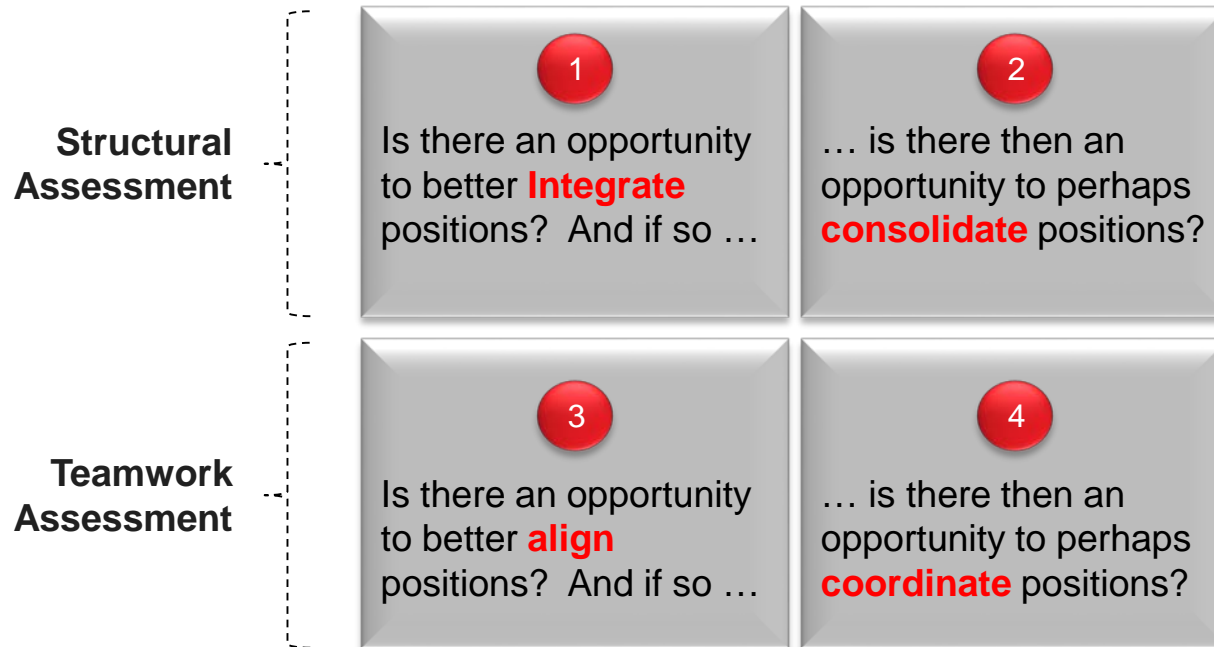 Structural
Assessment
1
Is there an opportunity
to better Integrate
positions?  And if so …
2
… is there then an
opportunity to perhaps
consolidate positions?
Teamwork
Assessment
3
Is there an opportunity
to better align
positions?  And if so …
4
… is there then an
opportunity to perhaps
coordinate positions?